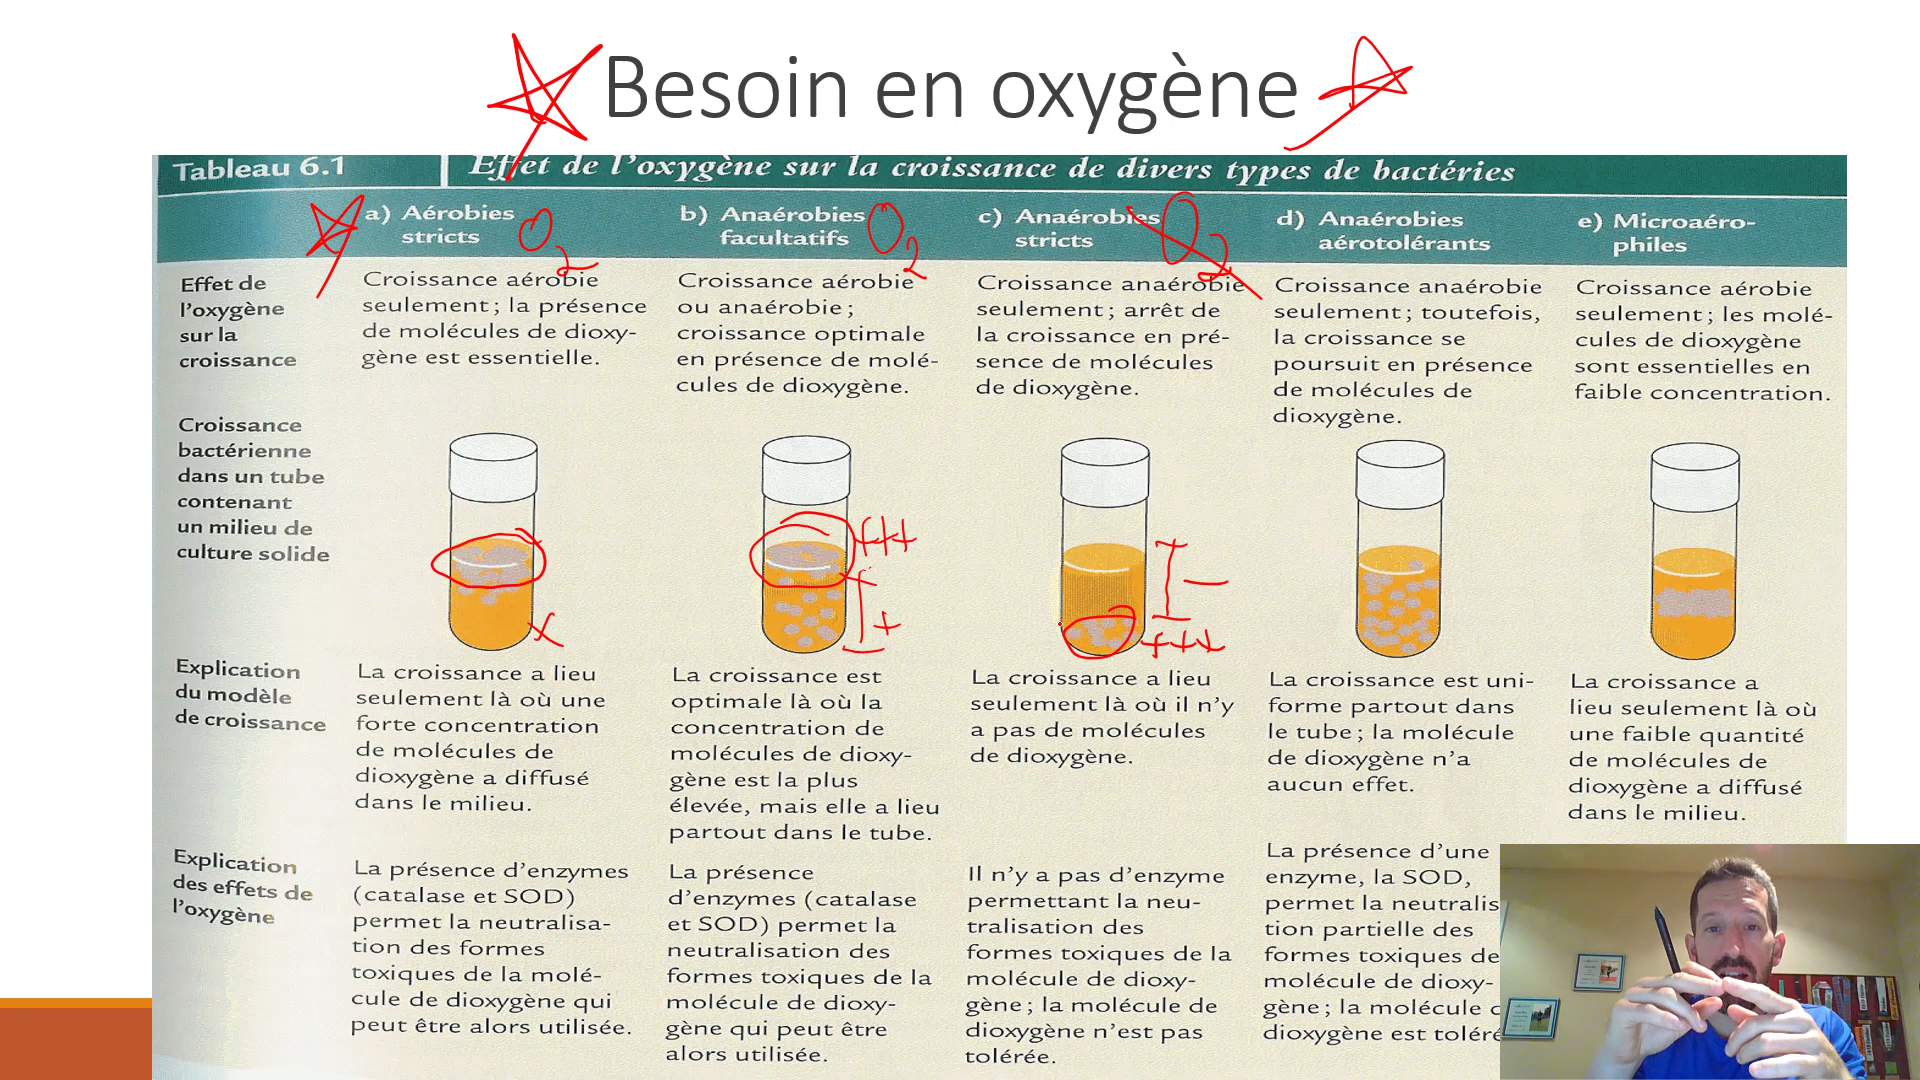 Besoin en oxygène
Tableau 6.1
Effet de l'oxygène sur la croissance de divers types de bactéries
a) Aérobies
stricts
O2
b) Anaérobies
facultatifs
O2
c) Anaérobies
stricts
O2
d) Anaérobies
aérotolérants
e) Microaéro-
philes
Effet de
l'oxygène
sur la
croissance
Croissance aérobie
seulement ; la présence
de molécules de dioxy-
gène est essentielle.
Croissance aérobie
ou anaérobie ;
croissance optimale
en présence de molé-
cules de dioxygène.
Croissance anaérobie
seulement ; arrêt de
la croissance en pré-
sence de molécules
de dioxygène.
Croissance anaérobie
seulement ; toutefois,
la croissance se
poursuit en présence
de molécules de
dioxygène.
Croissance aérobie
seulement ; les molé-
cules de dioxygène
sont essentielles en
faible concentration.
Croissance
bactérienne
dans un tube
contenant
un milieu de
culture solide
x
+++
+
-
+++
Explication
du modèle
de croissance
La croissance a lieu
seulement là où une
forte concentration
de molécules de
dioxygène a diffusé
dans le milieu.
La croissance est
optimale là où la
concentration de
molécules de dioxy-
gène est la plus
élevée, mais elle a lieu
partout dans le tube.
La croissance a lieu
seulement là où il n'y
a pas de molécules
de dioxygène.
La croissance est uni-
forme partout dans
le tube ; la molécule
de dioxygène n'a
aucun effet.
La croissance a
lieu seulement là où
une faible quantité
de molécules de
dioxygène a diffusé
dans le milieu.
Explication
des effets de
l'oxygène
La présence d'enzymes
(catalase et SOD)
permet la neutralisa-
tion des formes
toxiques de la molé-
cule de dioxygène qui
peut être alors utilisée.
La présence
d'enzymes (catalase
et SOD) permet la
neutralisation des
formes toxiques de la
molécule de dioxy-
gène qui peut être
alors utilisée.
Il n'y a pas d'enzyme
permettant la neu-
tralisation des
formes toxiques de la
molécule de dioxy-
gène ; la molécule de
dioxygène n'est pas
tolérée.
La présence d'une
enzyme, la SOD,
permet la neutralis
tion partielle des
formes toxiques de
molécule de dioxy-
gène ; la molécule
dioxygène est toléré